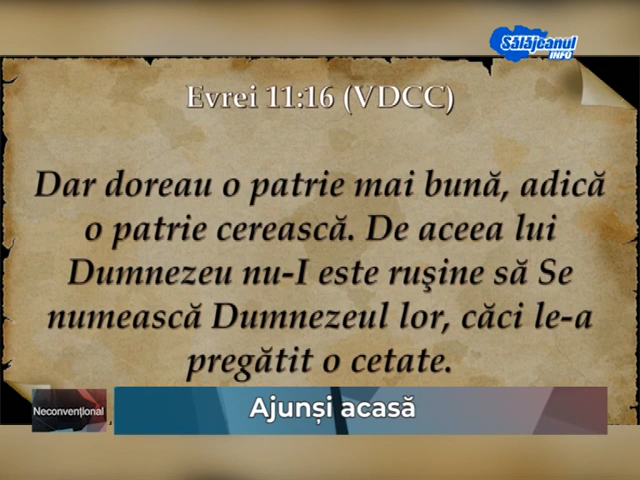 Sălăjeanul
INFO
Evrei 11:16 (VDCC)
Dar doreau o patrie mai bună, adică
o patrie cerească. De aceea lui
Dumnezeu nu-I este ruşine să Se
numească Dumnezeul lor, căci le-a
pregătit o cetate.
Neconvențional
Ajunși acasă